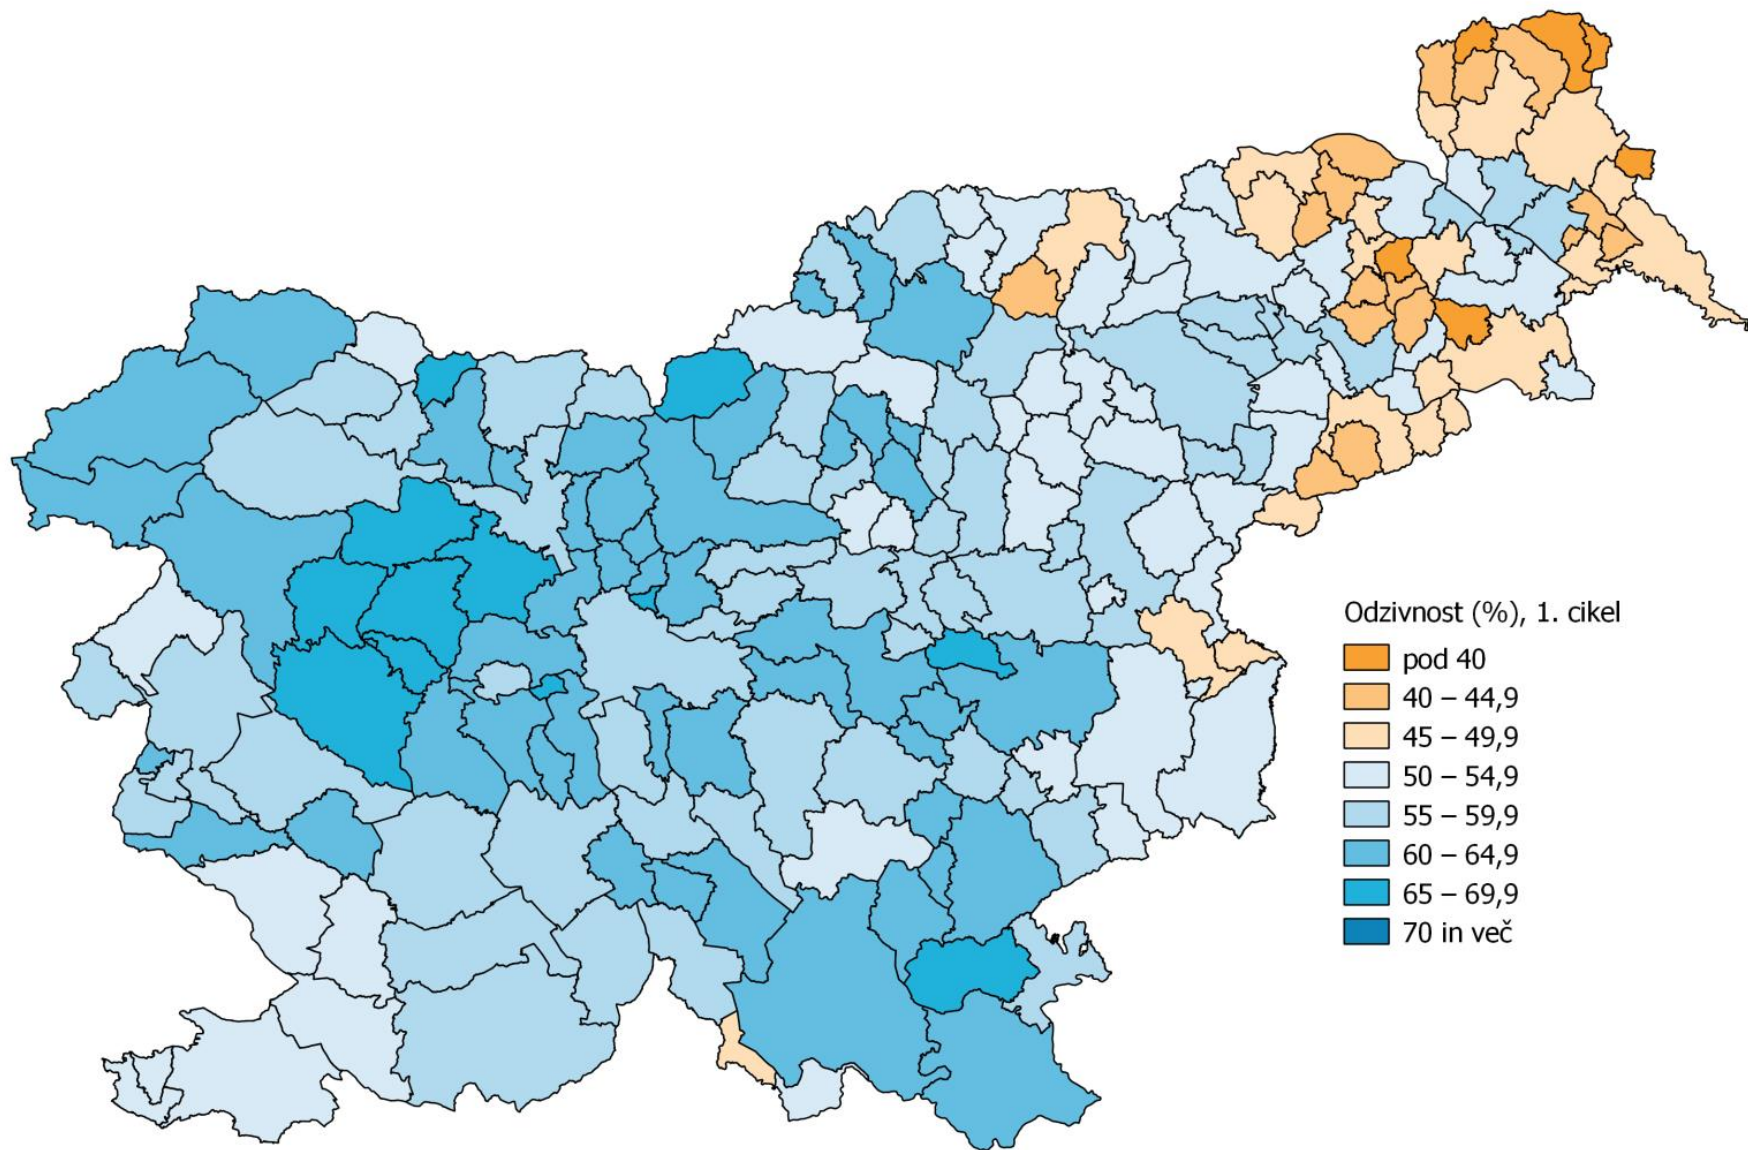 Odzivnost (%), 1. cikel
pod 40
40 – 44,9
45 – 49,9
50 – 54,9
55 – 59,9
60 – 64,9
65 – 69,9
70 in več